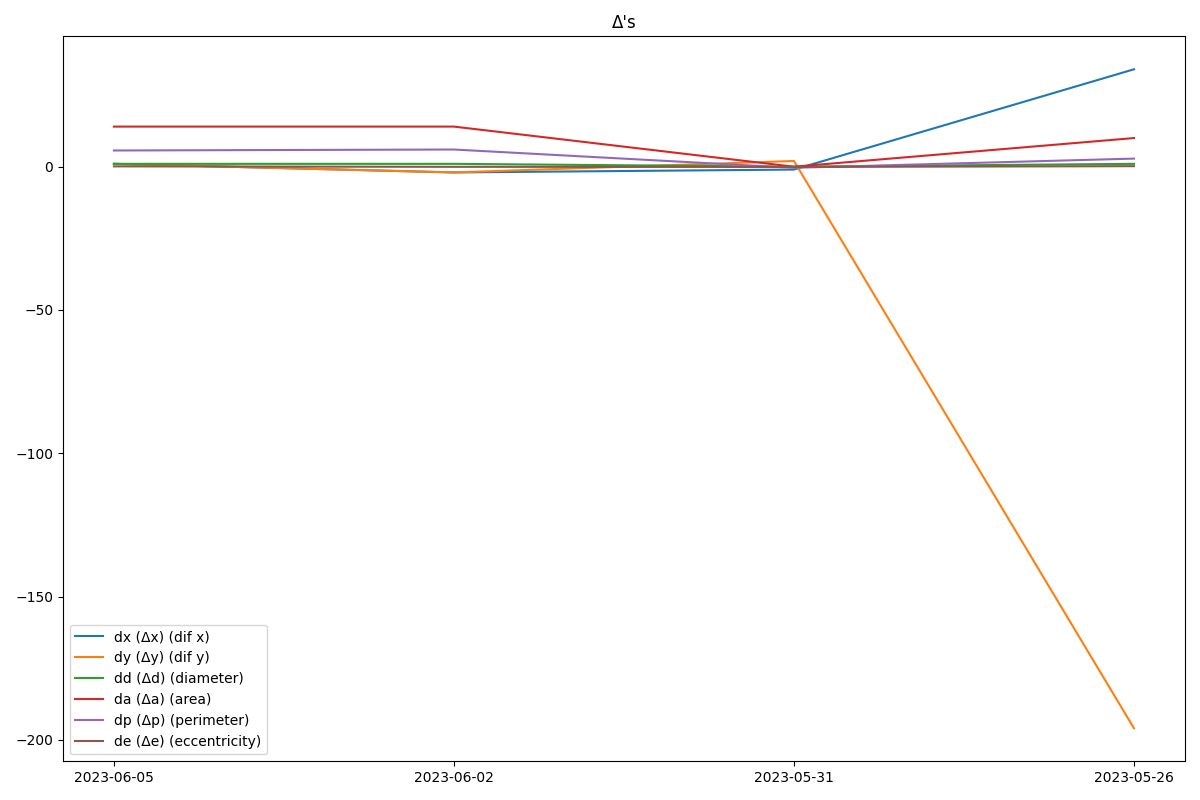 Δ's
0
−50
−100
−150
−200
dx (Δx) (dif x)
dy (Δy) (dif y)
dd (Δd) (diameter)
da (Δa) (area)
dp (Δp) (perimeter)
de (Δe) (eccentricity)
2023-06-05
2023-06-02
2023-05-31
2023-05-26